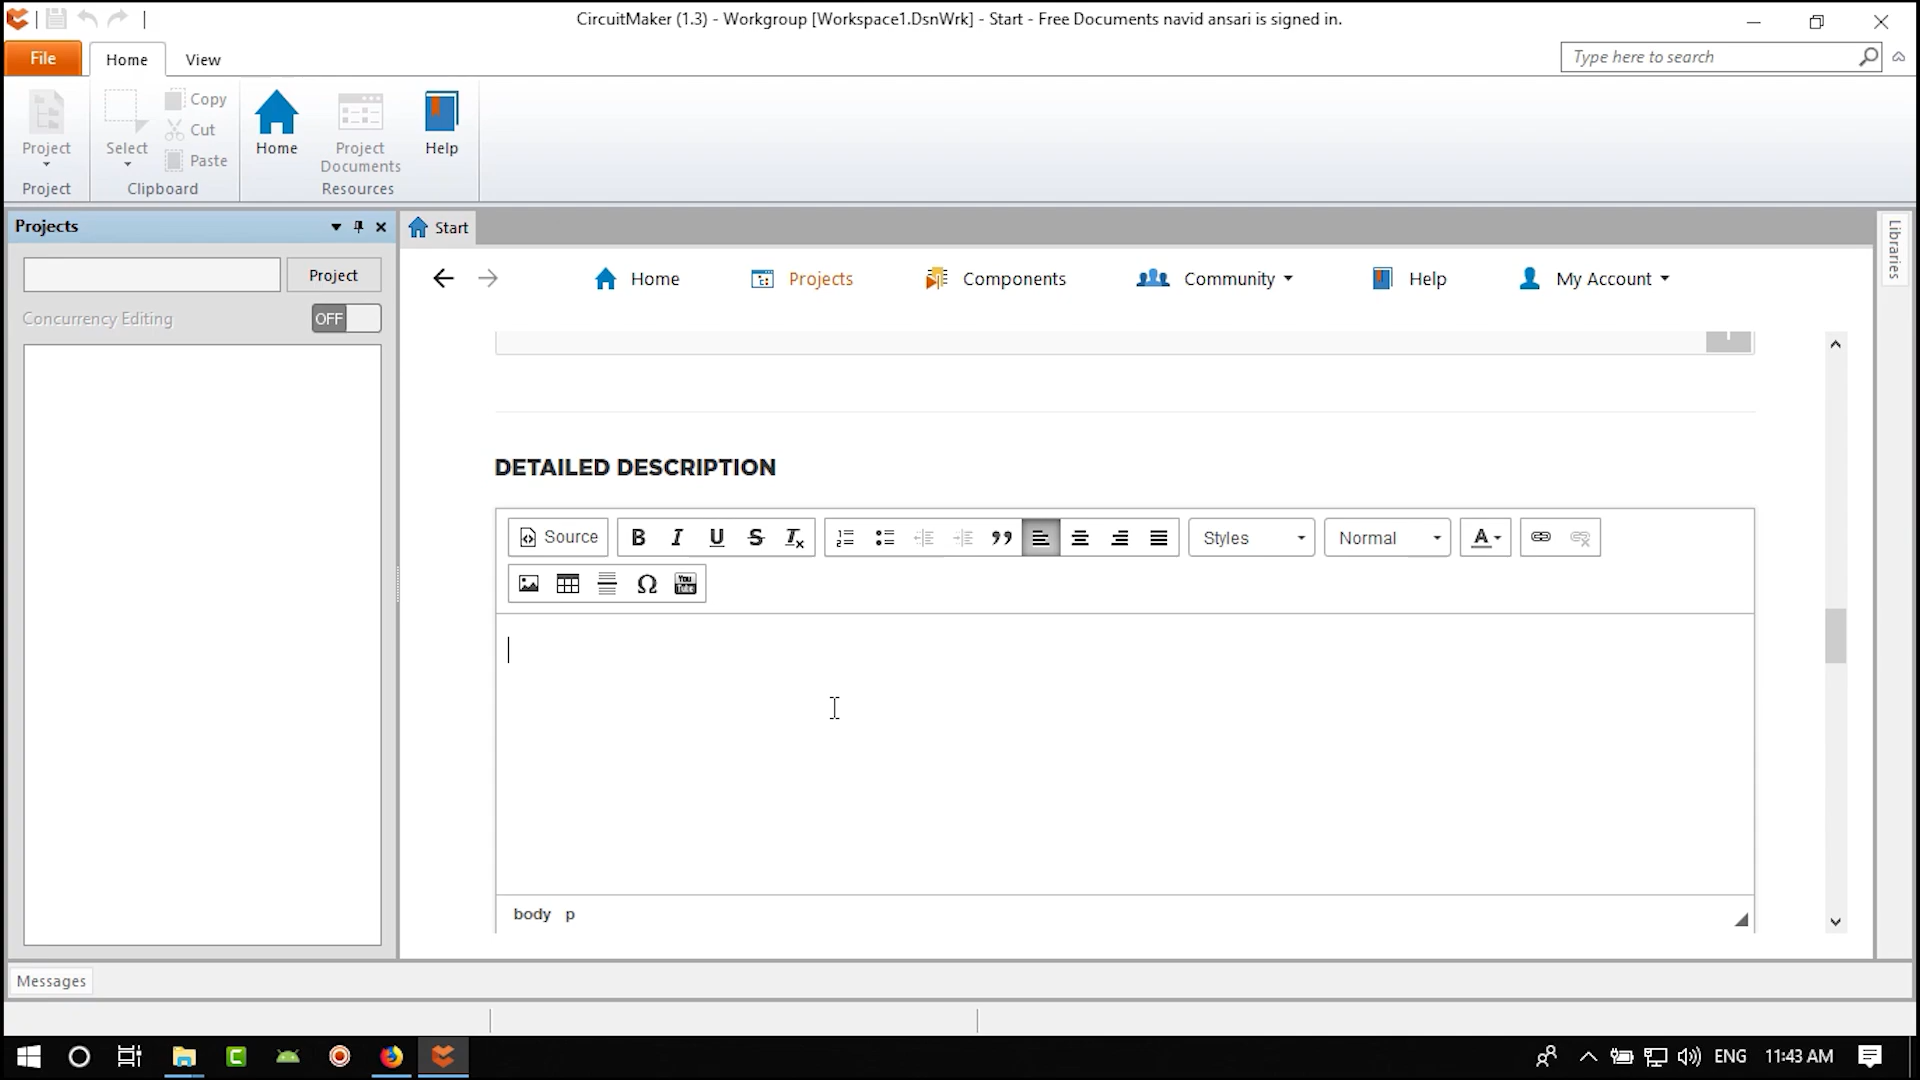 CircuitMaker (1.3) - Workgroup [Workspace1.DsnWrk] - Start - Free Documents navid ansari is signed in.
File
Home
View
Type here to search
Project
Select
Copy
Cut
Paste
Home
Project
Documents
Help
Project
Clipboard
Resources
Projects
Project
Concurrency Editing
OFF
Start
Home
Projects
Components
Community
Help
My Account
Libraries
DETAILED DESCRIPTION
Source
B
I
U
S
Tx
Styles
Normal
A
Ω
You
Tube
body p
Messages
ENG
11:43 AM